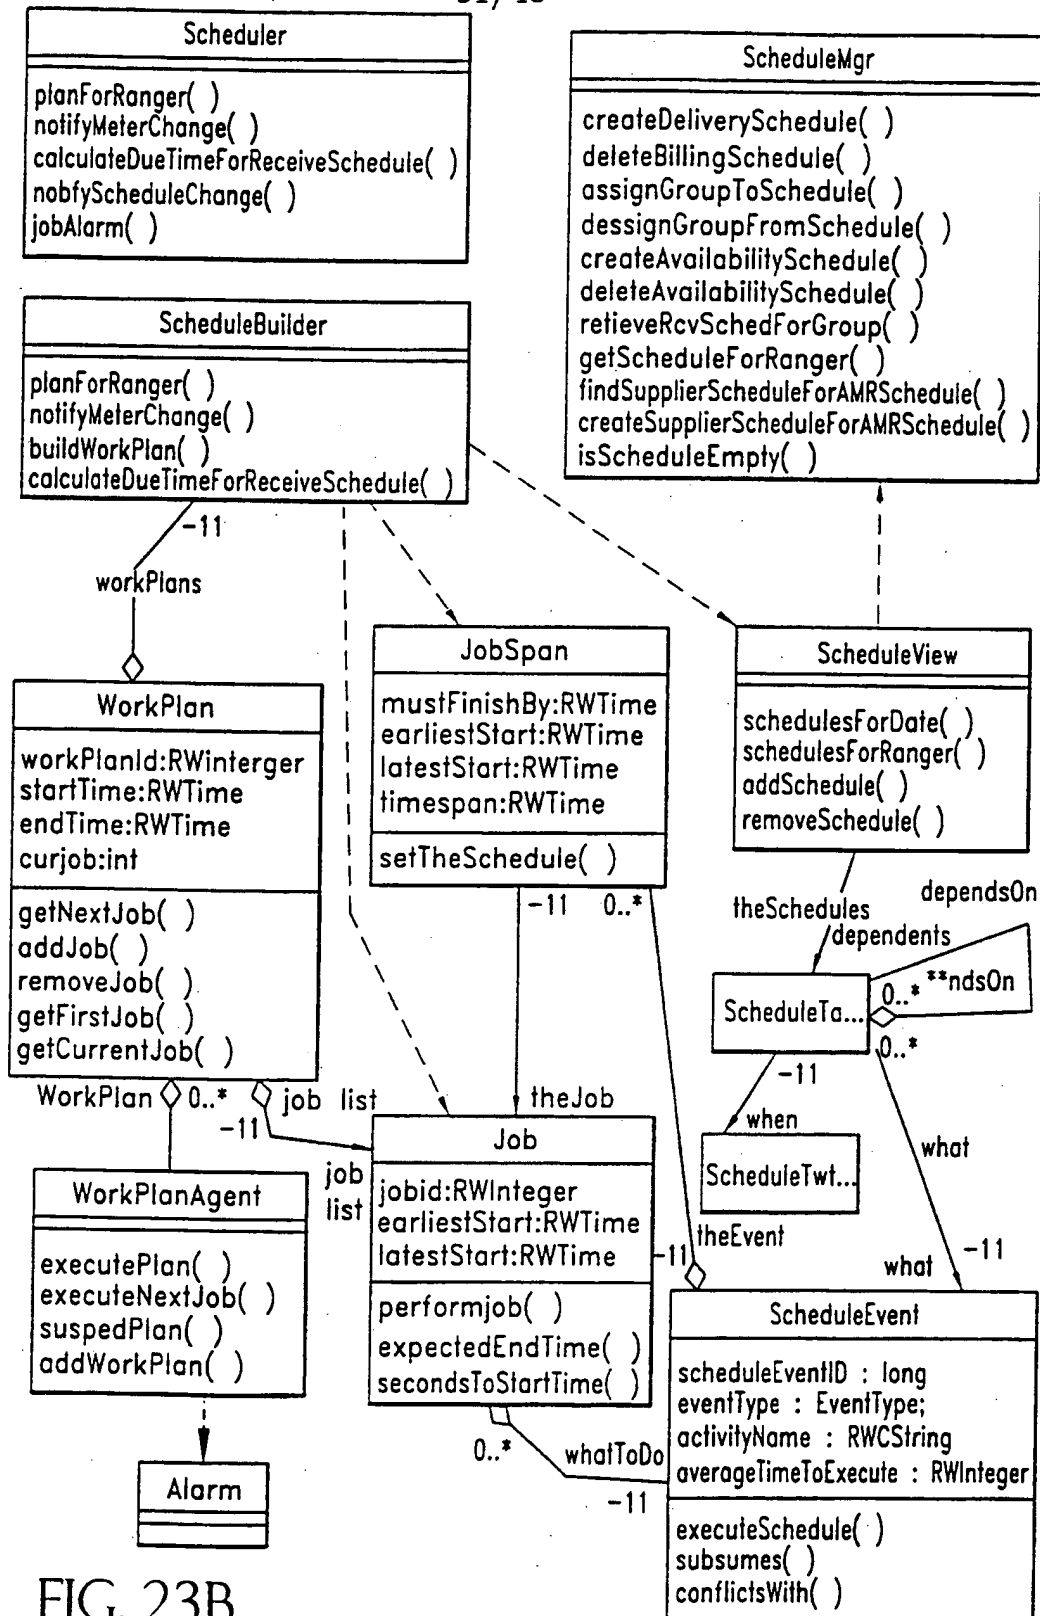 Scheduler
planForRanger( )
notifyMeterChange( )
calculateDueTimeForReceiveSchedule( )
nobfyScheduleChange( )
jobAlarm( )
ScheduleMgr
createDeliverySchedule( )
deleteBillingSchedule( )
assignGroupToSchedule( )
dessignGroupFromSchedule( )
createAvailabilitySchedule( )
deleteAvailabilitySchedule( )
retieveRcvSchedForGroup( )
getScheduleForRanger( )
findSupplierScheduleForAMRSchedule( )
createSupplierScheduleForAMRSchedule( )
isScheduleEmpty( )
ScheduleBuilder
planForRanger( )
notifyMeterChange( )
buildWorkPlan( )
calculateDueTimeForReceiveSchedule( )
-11
workPlans
WorkPlan
workPlanId:RWinterger
startTime:RWTime
endTime:RWTime
curjob:int
getNextJob( )
addJob( )
removeJob( )
getFirstJob( )
getCurrentJob( )
JobSpan
mustFinishBy:RWTime
earliestStart:RWTime
latestStart:RWTime
timespan:RWTime
setTheSchedule( )
-11 0..*
ScheduleView
schedulesForDate( )
schedulesForRanger( )
addSchedule( )
removeSchedule( )
theSchedules
dependsOn
dependents
0..* **ndsOn
ScheduleTa...
0..*
-11
when
ScheduleTwt...
what
WorkPlan 0..* job list
-11
theJob
job
list
WorkPlanAgent
executePlan( )
executeNextJob( )
suspedPlan( )
addWorkPlan( )
Alarm
Job
jobid:RWInteger
earliestStart:RWTime
latestStart:RWTime
performjob( )
expectedEndTime( )
secondsToStartTime( )
0..* whatToDo
-11
theEvent
-11
-11
what
ScheduleEvent
scheduleEventID : long
eventType : EventType;
activityName : RWCString
averageTimeToExecute : RWInteger
executeSchedule( )
subsumes( )
conflictsWith( )
FIG. 23B